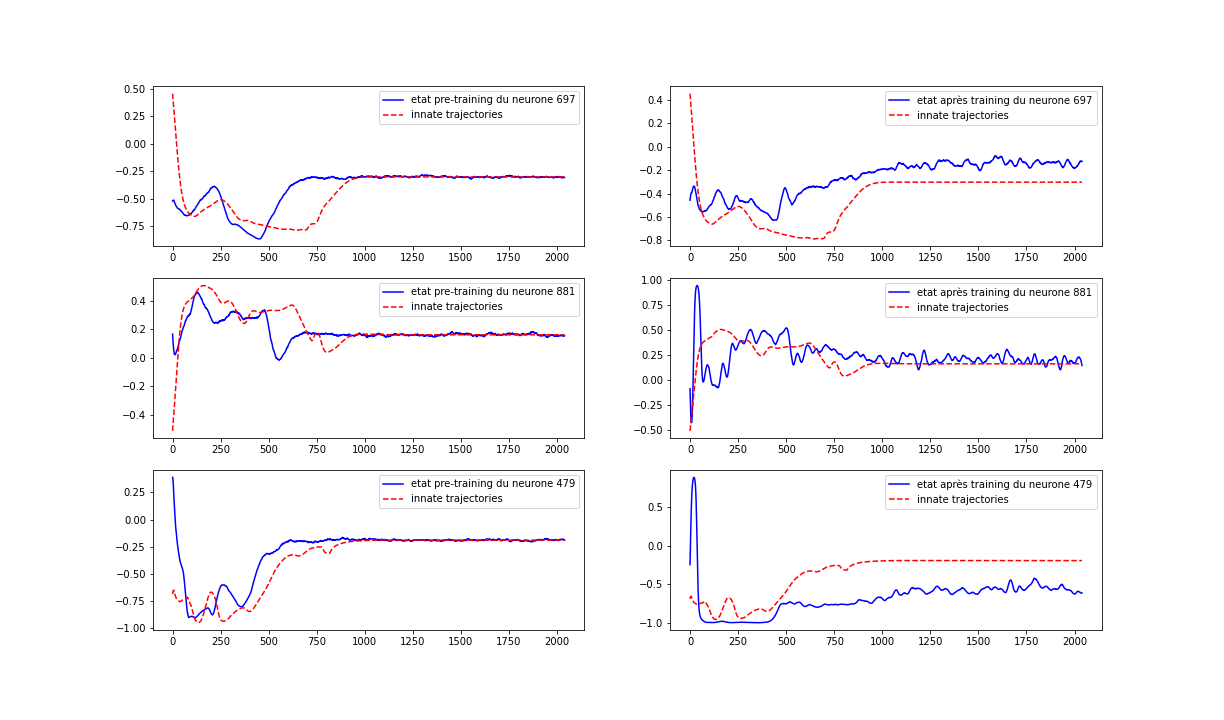 etat pre-training du neurone 697
innate trajectories
0.50
0.25
0.00
−0.25
−0.50
−0.75
0 250 500 750 1000 1250 1500 1750 2000
etat après training du neurone 697
innate trajectories
0.4
0.2
0.0
−0.2
−0.4
−0.6
−0.8
0 250 500 750 1000 1250 1500 1750 2000
etat pre-training du neurone 881
innate trajectories
0.4
0.2
0.0
−0.2
−0.4
0 250 500 750 1000 1250 1500 1750 2000
etat après training du neurone 881
innate trajectories
1.00
0.75
0.50
0.25
0.00
−0.25
−0.50
0 250 500 750 1000 1250 1500 1750 2000
etat pre-training du neurone 479
innate trajectories
0.25
0.00
−0.25
−0.50
−0.75
−1.00
0 250 500 750 1000 1250 1500 1750 2000
etat après training du neurone 479
innate trajectories
0.5
0.0
−0.5
−1.0
0 250 500 750 1000 1250 1500 1750 2000